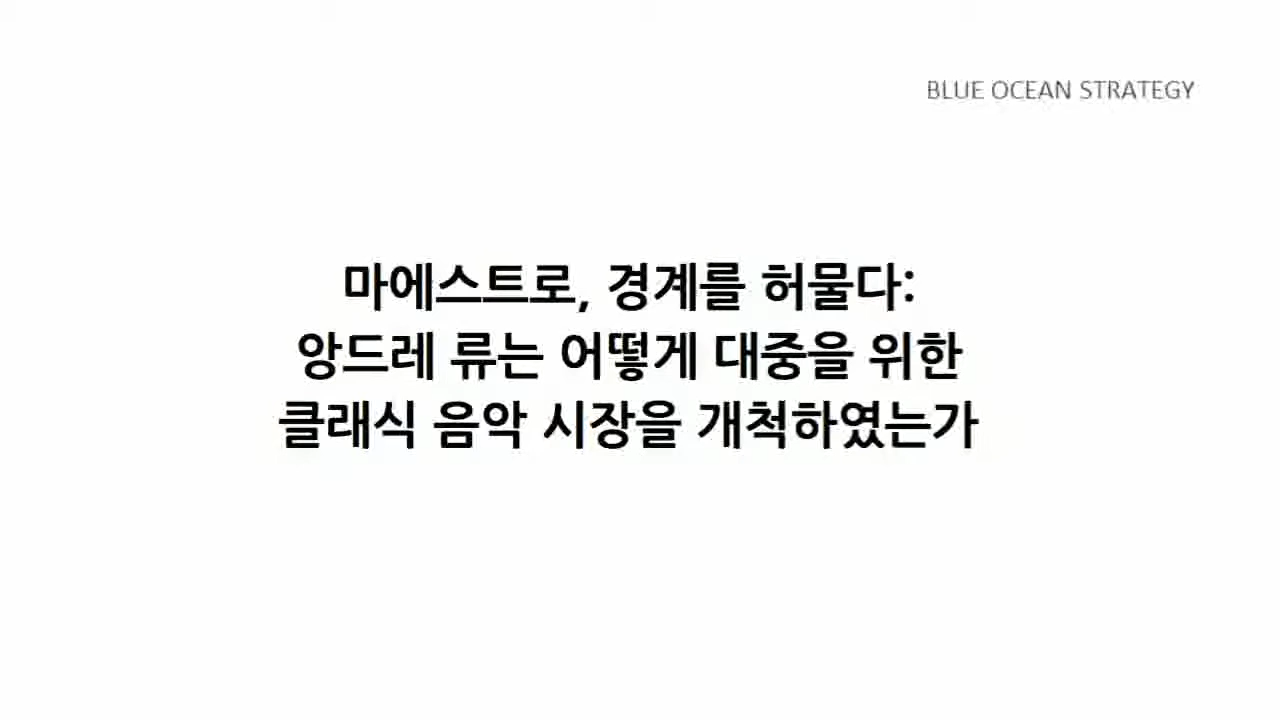 BLUE OCEAN STRATEGY
마에스트로, 경계를 허물다:
앙드레 류는 어떻게 대중을 위한
클래식 음악 시장을 개척하였는가